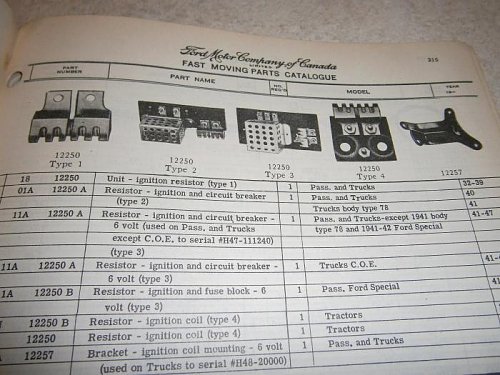 Ford Motor Company of Canada
LIMITED
FAST MOVING PARTS CATALOGUE
315
PART NUMBER
PART NAME
NO. REQ'D
MODEL
YEAR
12250 Type 1
12250 Type 2
12250 Type 3
12250 Type 4
12257
18 12250 Unit - ignition resistor (type 1) 1 Pass. and Trucks 32-39
01A 12250 A Resistor - ignition and circuit breaker 1 Pass. and Trucks 40
(type 2) Trucks body type 78 41
11A 12250 A Resistor - ignition and circuit breaker - 1 Pass. and Trucks-except 1941 body 41-47
6 volt (used on Pass. and Trucks type 78 and 1941-42 Ford Special
except C.O.E. to serial #H47-111240)
(type 3)
11A 12250 A Resistor - ignition and circuit breaker - 1 Trucks C.O.E.
6 volt (type 3)
1A 12250 B Resistor - ignition and fuse block - 6 1 Pass. Ford Special
volt (type 3)
12250 B Resistor - ignition coil (type 4) 1 Tractors
12250 Resistor - ignition coil (type 4) 1 Tractors
A 12257 Bracket - ignition coil mounting - 6 volt 1 Pass. and Trucks
(used on Trucks to serial #H48-20000)